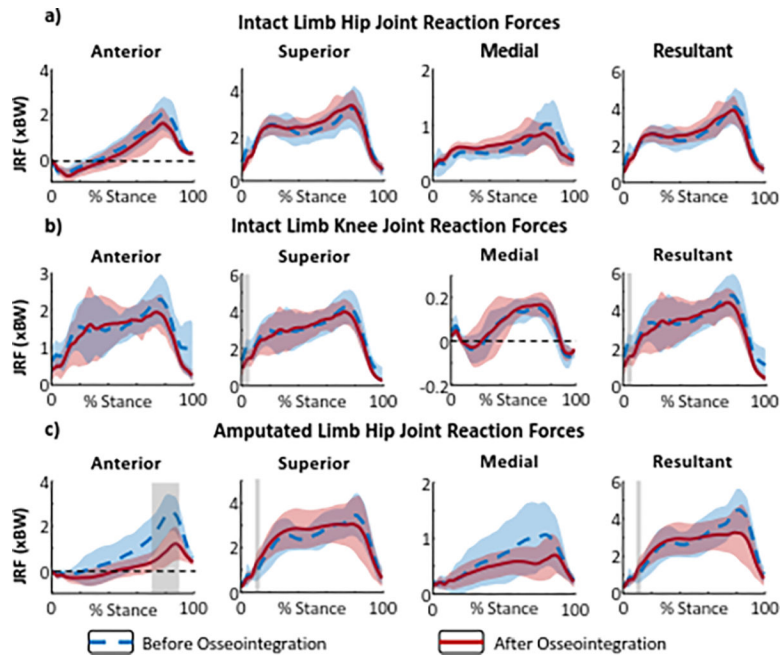 a)
Intact Limb Hip Joint Reaction Forces
Anterior Superior Medial Resultant
JRF (xBW)
4 4 2 6
2 2 1 4
0 2
0 0 0
0 % Stance 100 0 % Stance 100 0 % Stance 100 0 % Stance 100
b)
Intact Limb Knee Joint Reaction Forces
Anterior Superior Medial Resultant
JRF (xBW)
3 6 6
2 4 0.2 4
1 2 0 2
0 0 -0.2 0
0 % Stance 100 0 % Stance 100 0 % Stance 100 0 % Stance 100
c)
Amputated Limb Hip Joint Reaction Forces
Anterior Superior Medial Resultant
JRF (xBW)
4 4 6
2 2 4
2 2
0 0 0 0
0 % Stance 100 0 % Stance 100 0 % Stance 100 0 % Stance 100
Before Osseointegration After Osseointegration